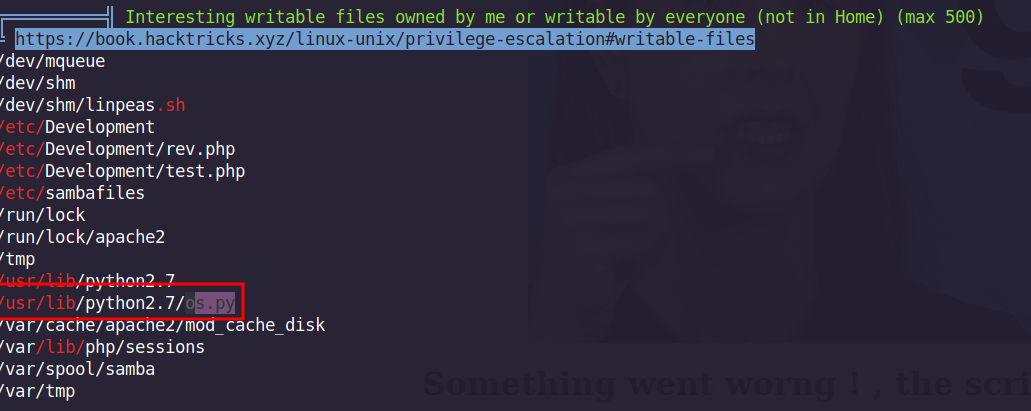 Interesting writable files owned by me or writable by everyone (not in Home) (max 500)
https://book.hacktricks.xyz/linux-unix/privilege-escalation#writable-files
/dev/mqueue
/dev/shm
/dev/shm/linpeas.sh
/etc/Development
/etc/Development/rev.php
/etc/Development/test.php
/etc/sambafiles
/run/lock
/run/lock/apache2
/tmp
/usr/lib/python2.7
/usr/lib/python2.7/os.py
/var/cache/apache2/mod_cache_disk
/var/lib/php/sessions
/var/spool/samba
/var/tmp
Something went worng ! , the scri